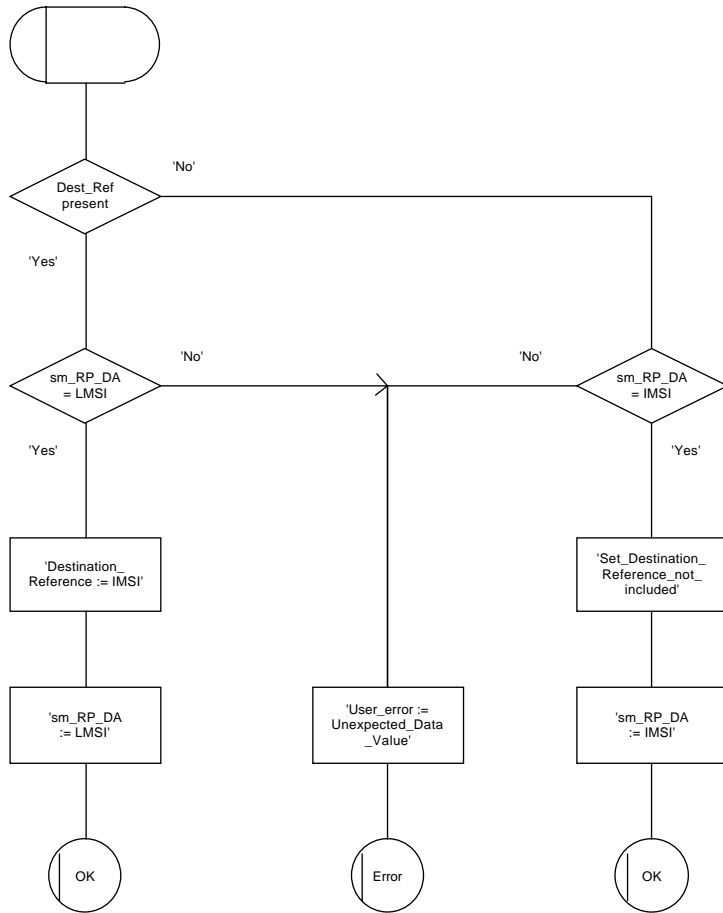 'No'
Dest_Ref
present
'Yes'
'No'
'No'
sm_RP_DA
= LMSI
sm_RP_DA
= IMSI
'Yes'
'Yes'
'Destination_
Reference := IMSI'
'Set_Destination_
Reference_not_
included'
'sm_RP_DA
:= LMSI'
'User_error :=
Unexpected_Data
_Value'
'sm_RP_DA
:= IMSI'
OK
Error
OK